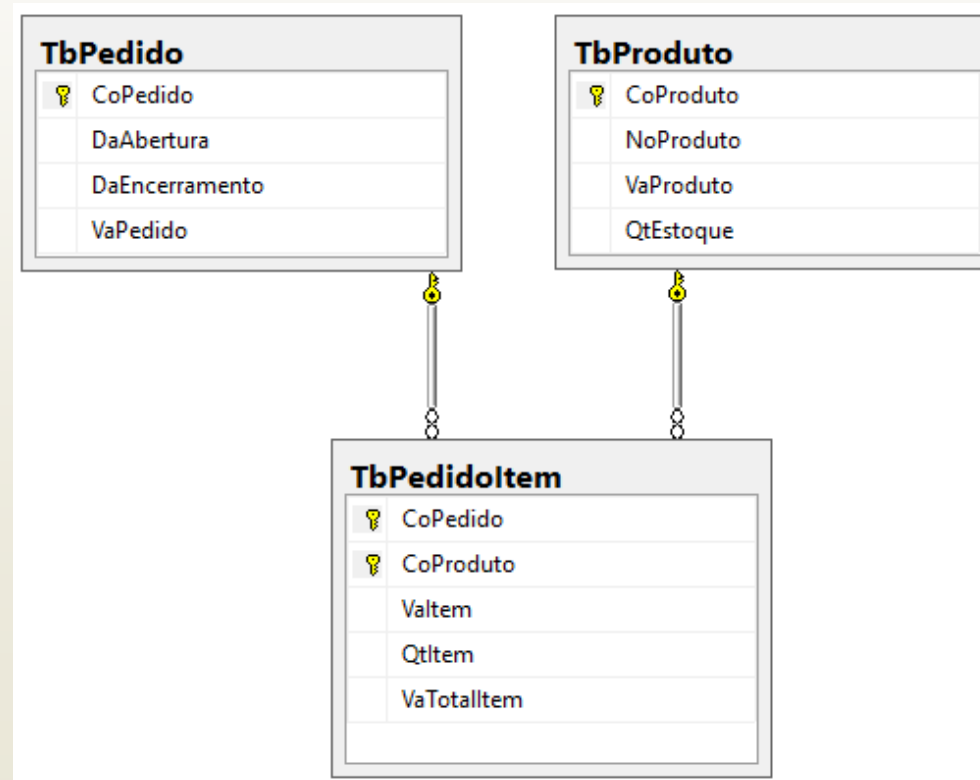 TbPedido
CoPedido
DaAbertura
DaEncerramento
VaPedido
TbProduto
CoProduto
NoProduto
VaProduto
QtEstoque
TbPedidoItem
CoPedido
CoProduto
VaItem
QtItem
VaTotalItem